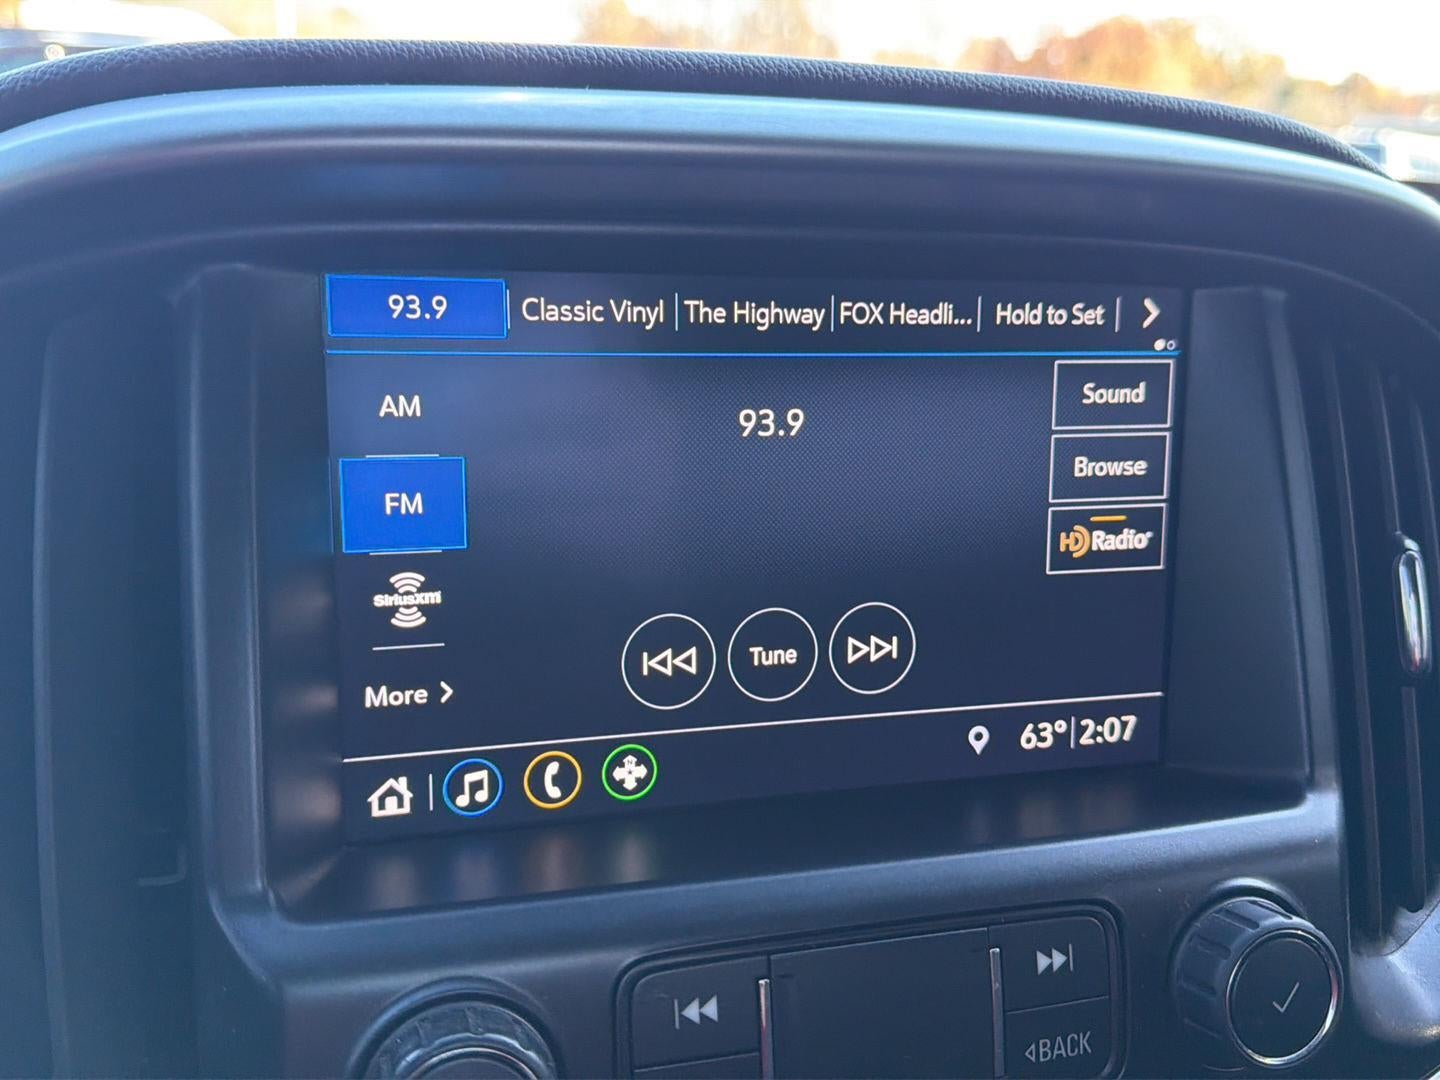 93.9
Classic Vinyl
The Highway
FOX Headli...
Hold to Set
AM
93.9
Sound
Browse
FM
HD Radio
SiriusXM
Tune
More
N
63° 2:07
BACK